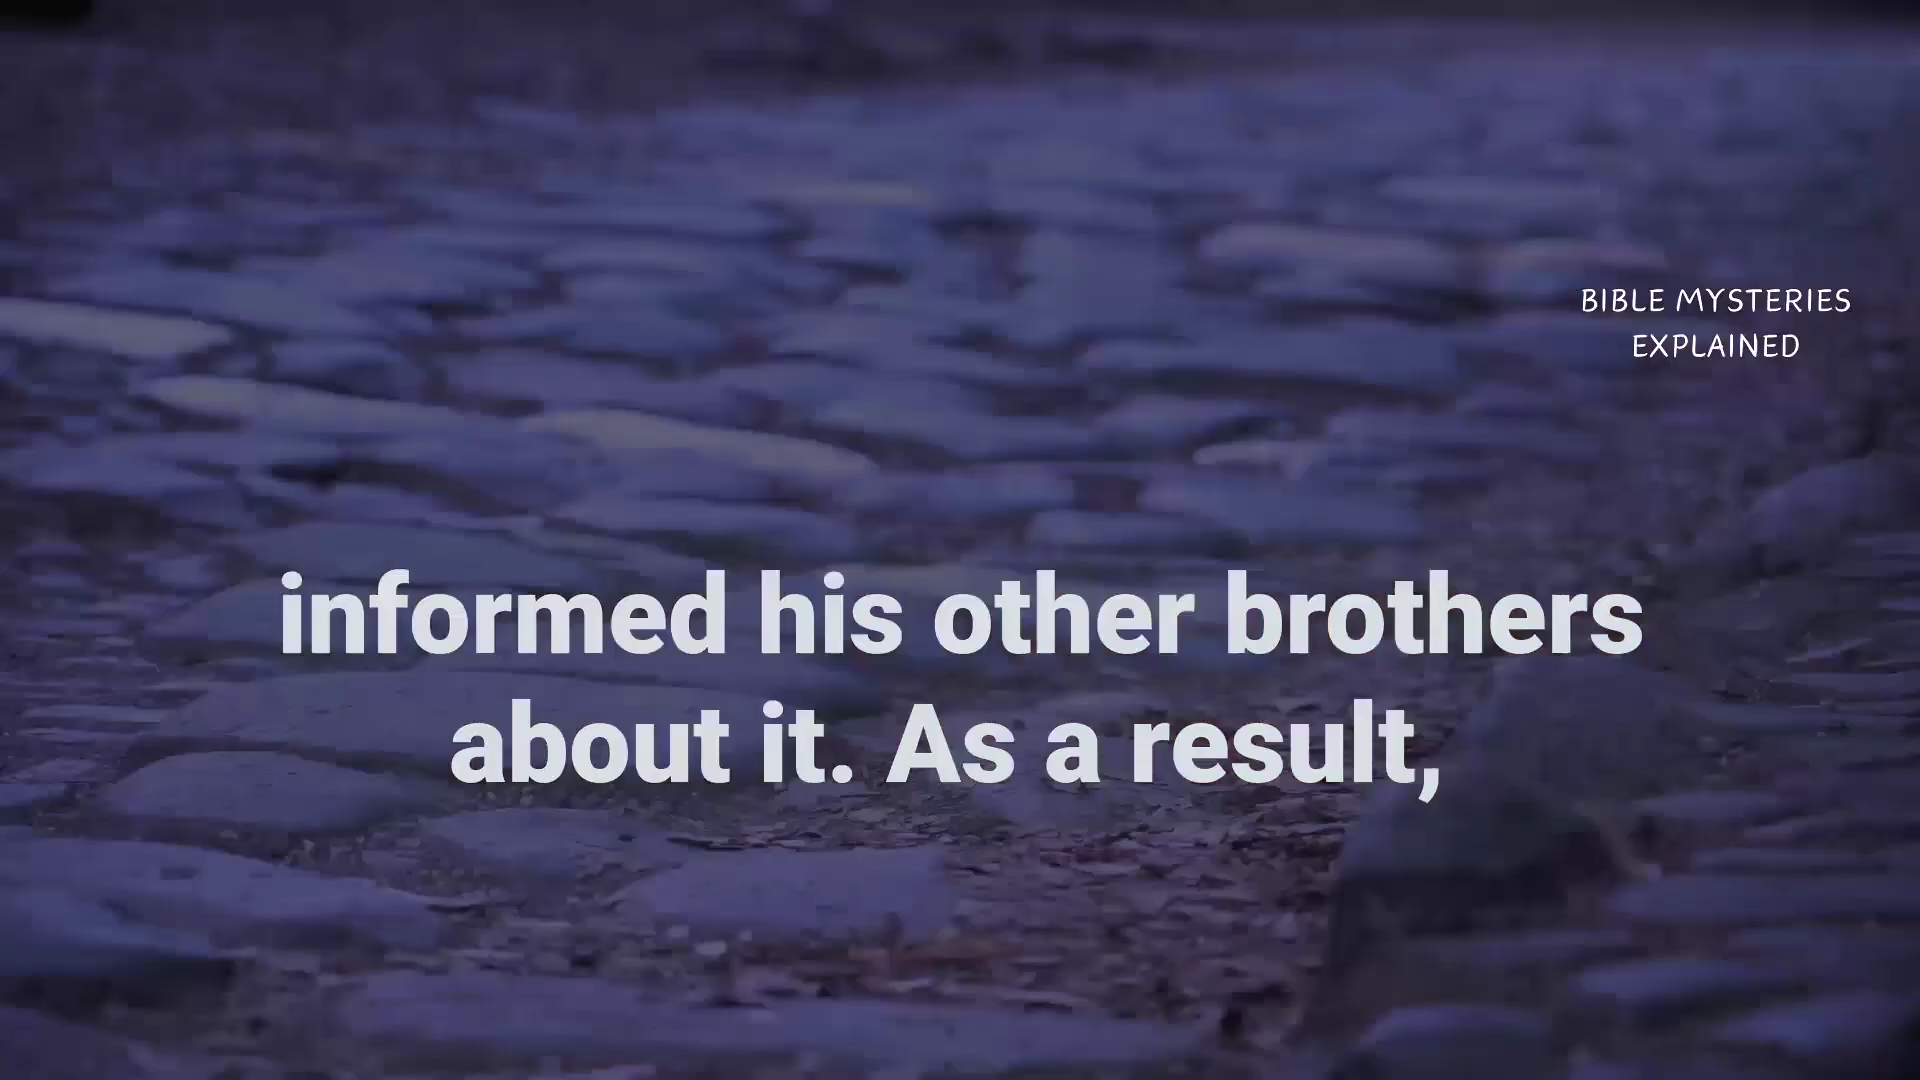 BIBLE MYSTERIES
EXPLAINED
informed his other brothers
about it. As a result,